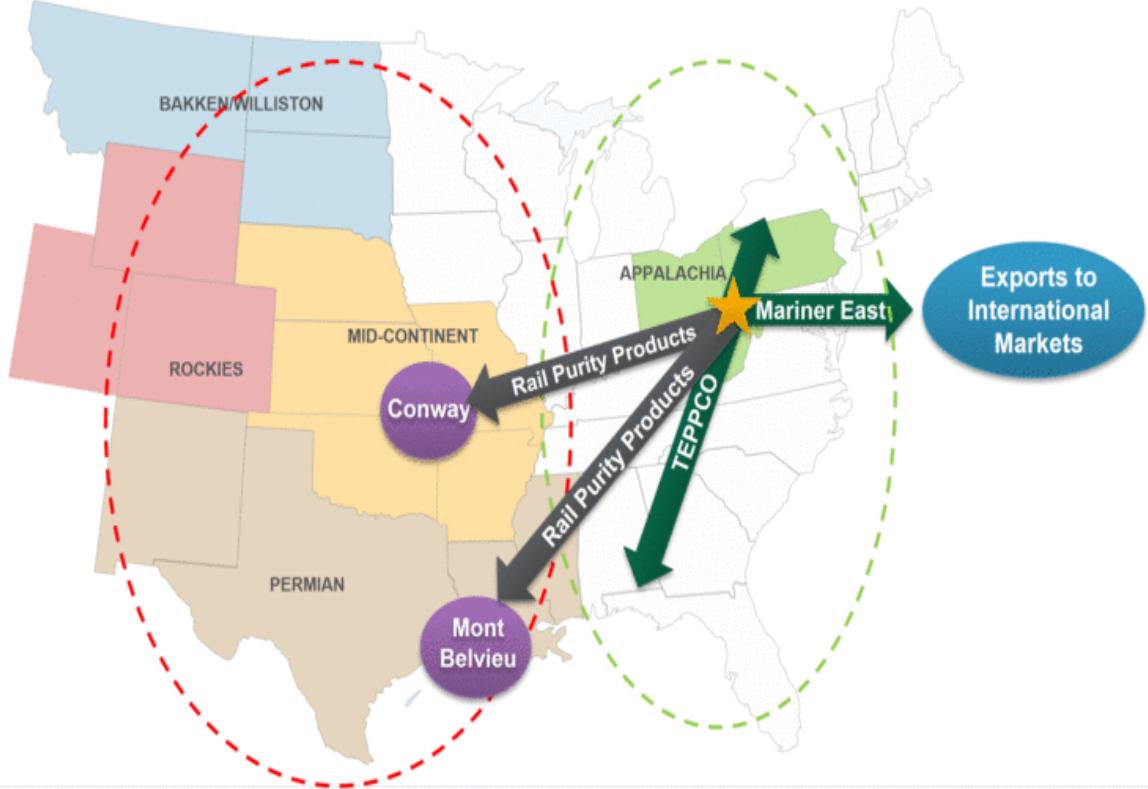 BAKKEN/WILLISTON
APPALACHIA
Exports to
International
Markets
Mariner East
MID-CONTINENT
ROCKIES
Rail Purity Products
Conway
Rail Purity Products
TEPPCO
PERMIAN
Mont
Belvieu